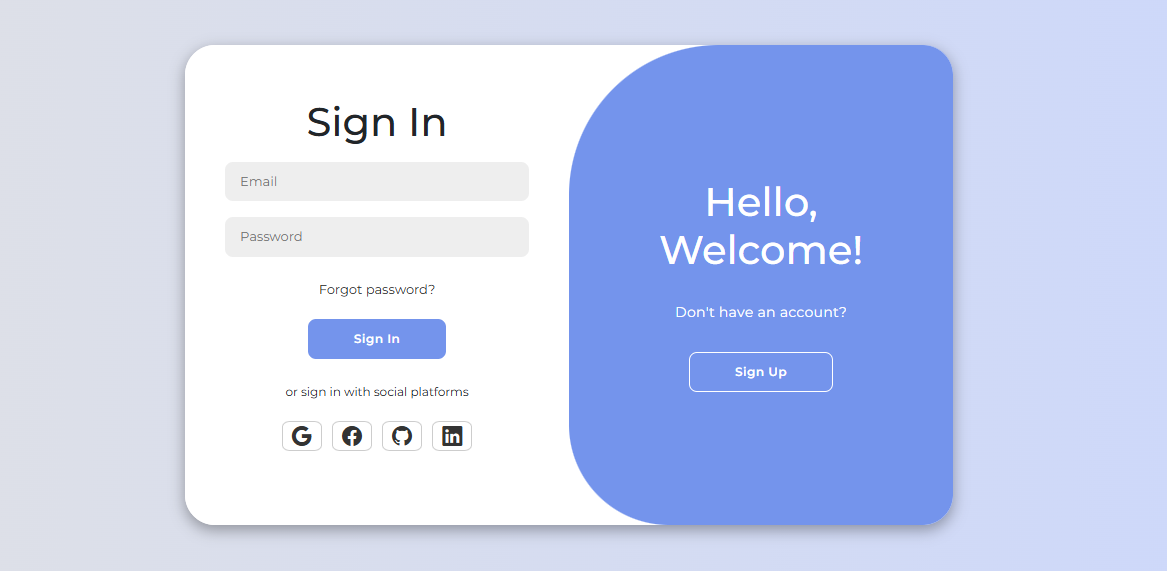 Sign In
Email
Password
Forgot password?
Sign In
or sign in with social platforms
Hello,
Welcome!
Don't have an account?
Sign Up